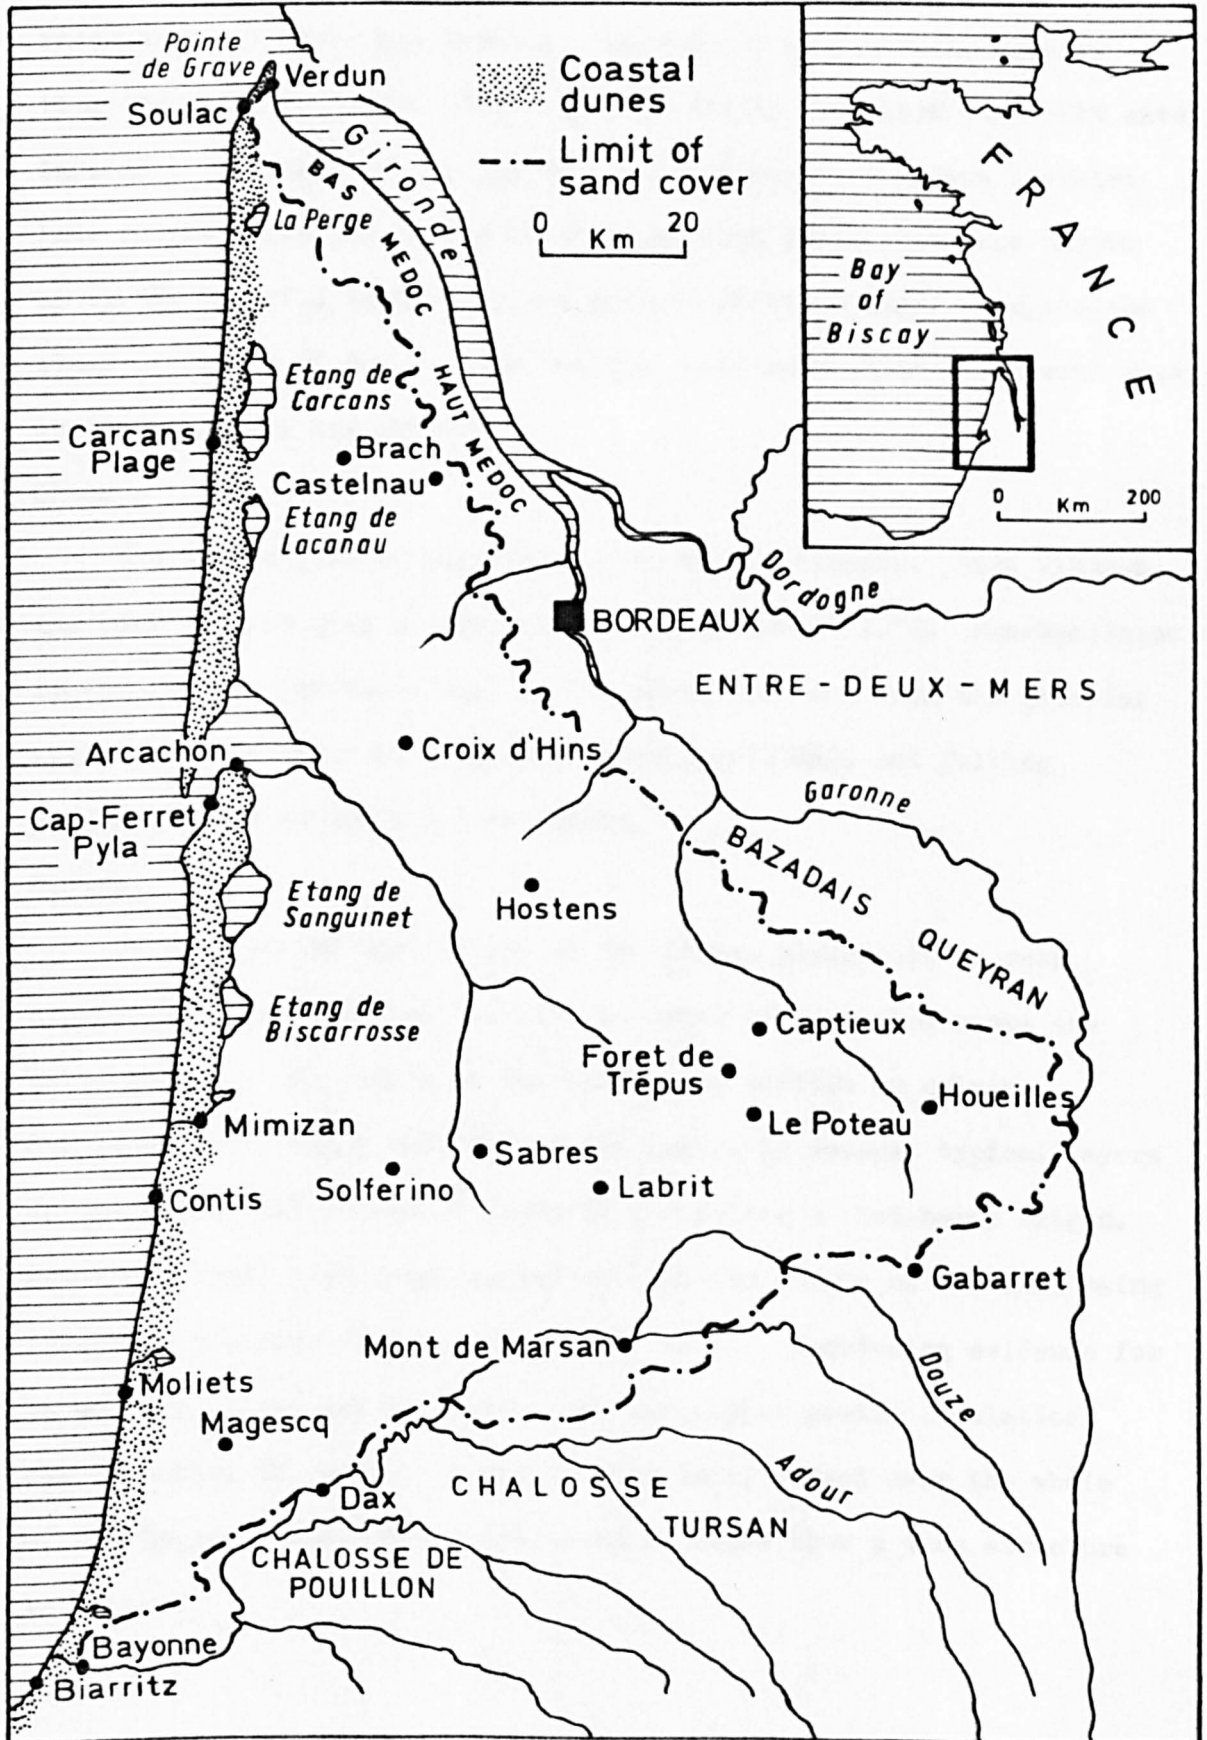 Pointe
de Grave
Verdun
Soulac
Coastal
dunes
Limit of
sand cover
0 20
Km
Gironde
BAS MEDOC
La Perge
HAUT MEDOC
Etang de
Carcans
Carcans
Plage
Brach
Castelnau
Etang de
Lacanau
FRANCE
Bay
of
Biscay
0 Km 200
Dordogne
BORDEAUX
ENTRE-DEUX-MERS
Arcachon
Croix d'Hins
Cap-Ferret
Pyla
Garonne
BAZADAIS
Etang de
Sanguinet
Hostens
QUEYRAN
Etang de
Biscarrosse
Captieux
Foret de
Trépus
Houeilles
Le Poteau
Mimizan
Sabres
Solferino
Labrit
Contis
Gabarret
Mont de Marsan
Douze
Moliets
Magescq
Adour
Dax
CHALOSSE
TURSAN
CHALOSSE DE
POUILLON
Bayonne
Biarritz